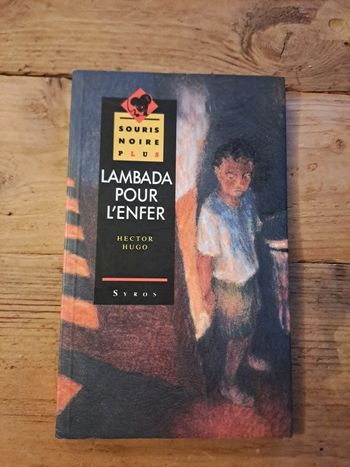 SOURIS
NOIRE
PLUS
LAMBADA
POUR
L'ENFER
HECTOR
HUGO
SYROS